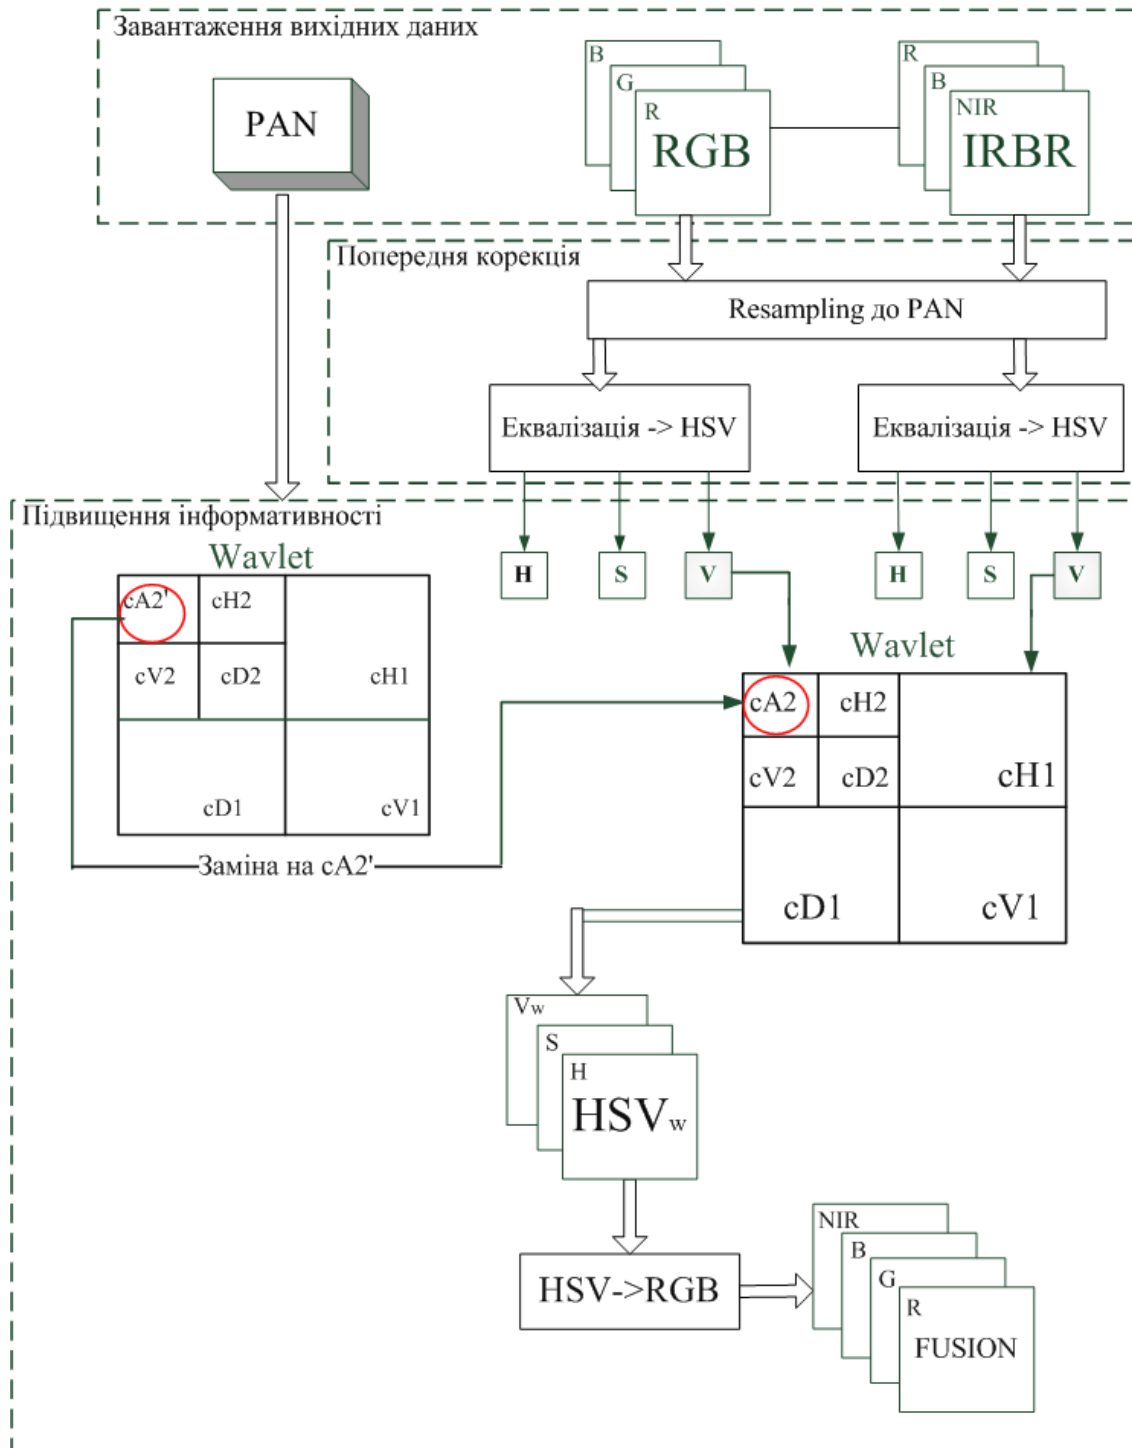 Завантаження вихідних даних
PAN
B
G
R
RGB
R
B
NIR
IRBR
Попередня корекція
Resampling до PAN
Еквалізація -> HSV
Еквалізація -> HSV
Підвищення інформативності
H
S
V
H
S
V
Wavlet
cA2'
cH2
cV2
cD2
cH1
cD1
cV1
Заміна на cA2'
Wavlet
cA2
cH2
cV2
cD2
cH1
cD1
cV1
Vw
S
H
HSVw
HSV->RGB
NIR
B
G
R
FUSION